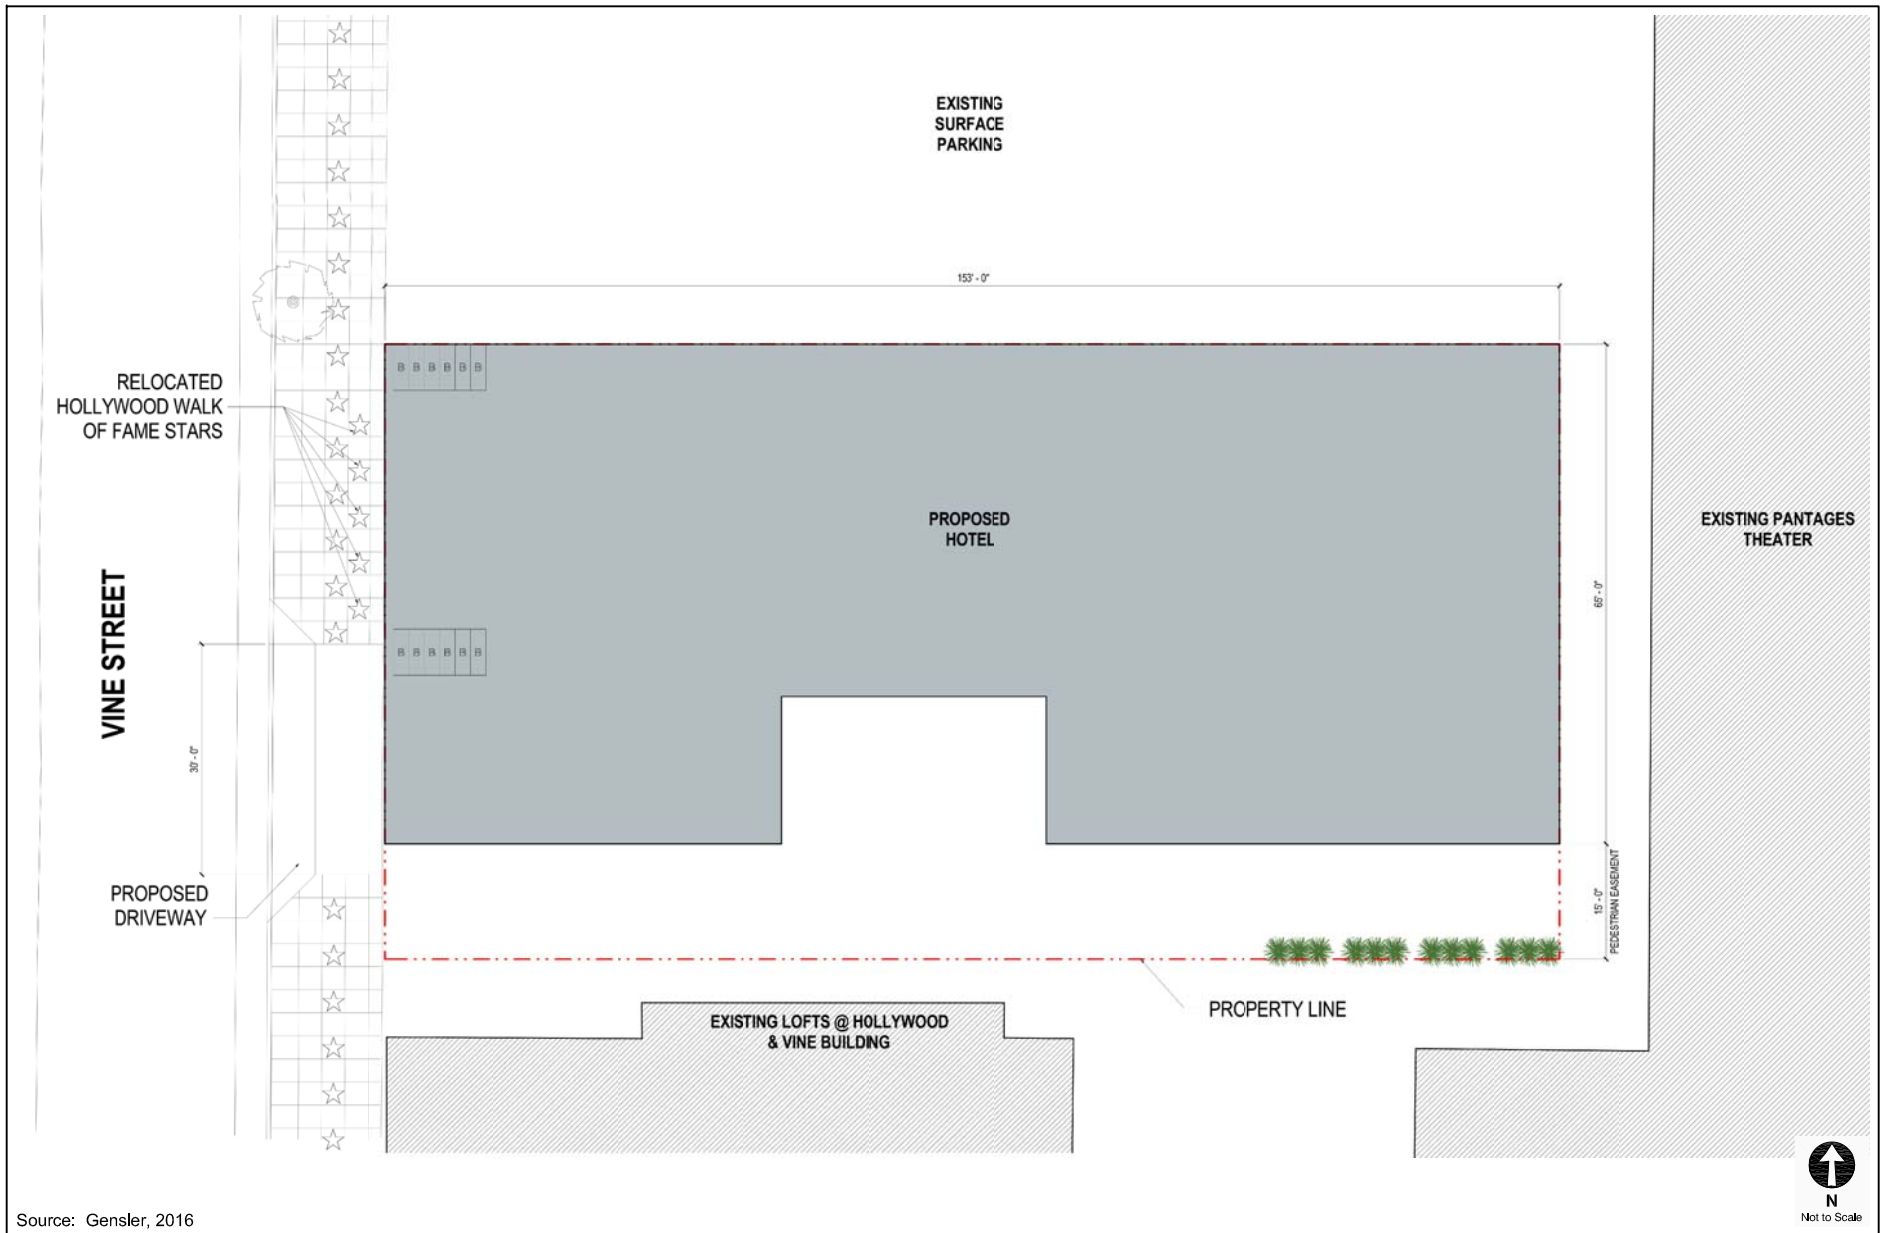 EXISTING
SURFACE
PARKING
153' - 0"
RELOCATED
HOLLYWOOD WALK
OF FAME STARS
B B B B B B
PROPOSED
HOTEL
EXISTING PANTAGES
THEATER
VINE STREET
65' - 0"
B B B B B B
30' - 0"
PROPOSED
DRIVEWAY
15' - 0"
PEDESTRIAN EASEMENT
PROPERTY LINE
EXISTING LOFTS @ HOLLYWOOD
& VINE BUILDING
N
Not to Scale
Source: Gensler, 2016